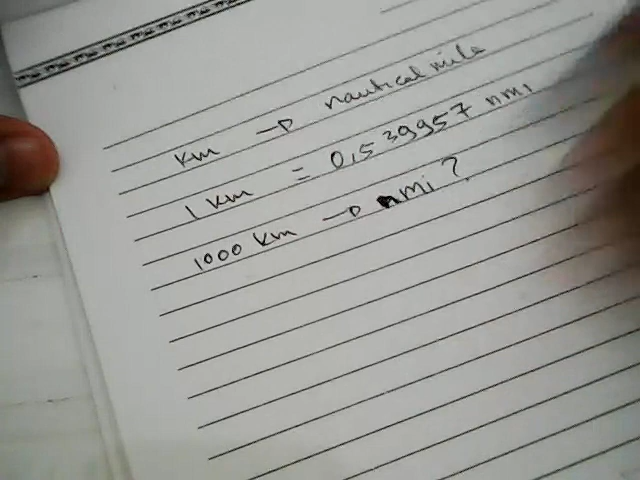 km → nautical mile
1 km = 0,539957 nmi
1000 km → nmi?